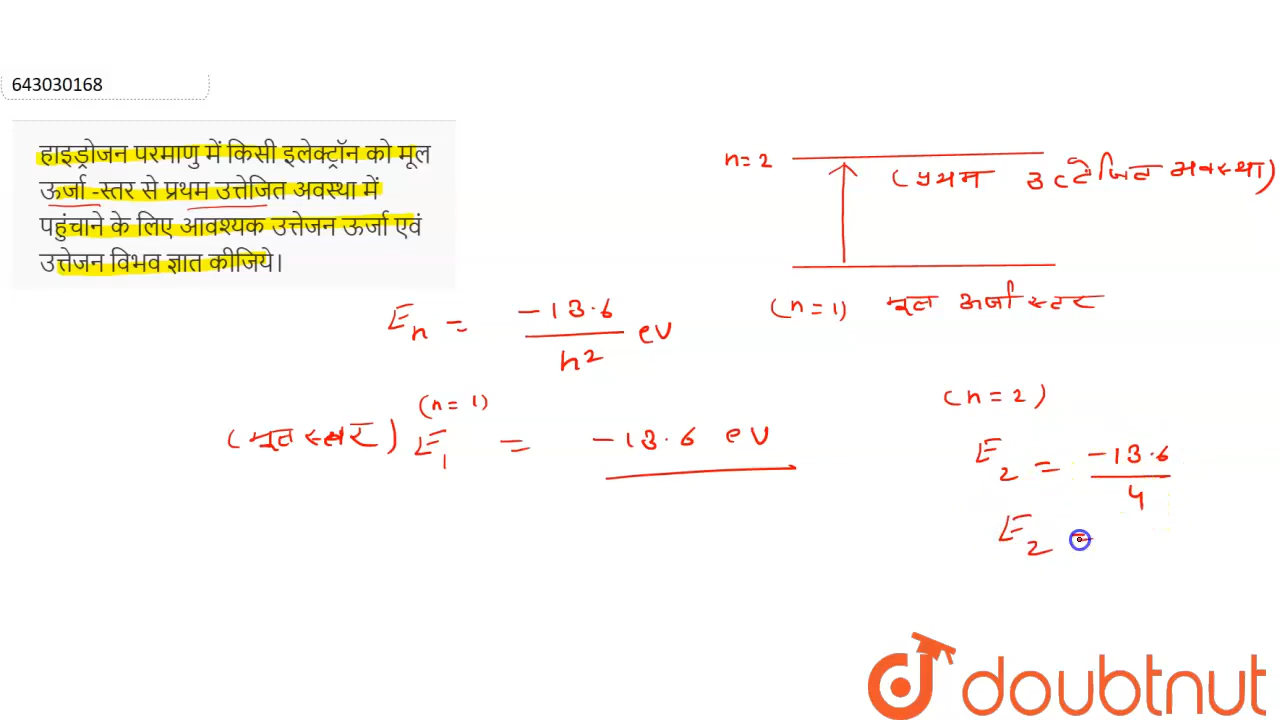 643030168
हाइड्रोजन परमाणु में किसी इलेक्ट्रॉन को मूल
ऊर्जा -स्तर से प्रथम उत्तेजित अवस्था में
पहुंचाने के लिए आवश्यक उत्तेजन ऊर्जा एवं
उत्तेजन विभव ज्ञात कीजिये।
n=2
(प्रथम उत्तेजित अवस्था)
(n=1) मूल ऊर्जा स्तर
En = -13.6/n² eV
(n=1)
(मूल स्तर) E1 = -13.6 eV
(n=2)
E2 = -13.6/4
E2 =
doubtnut